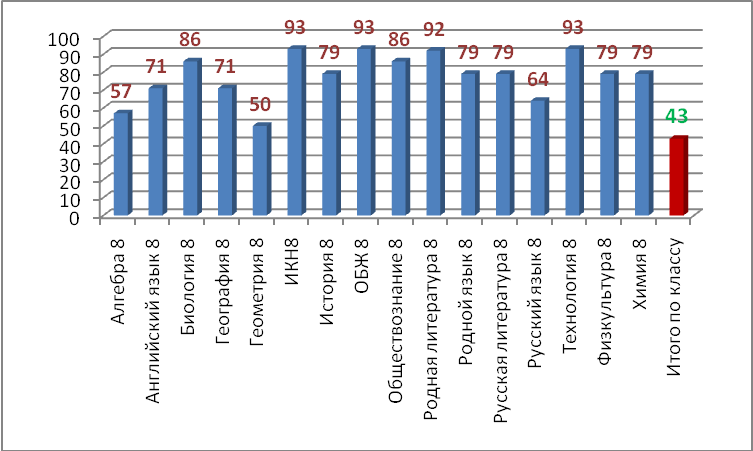 93 93 92 93
86 86
79 79 79 79 79
71 71
64
57
50
43
100
90
80
70
60
50
40
30
20
10
0
Алгебра 8
Английский язык 8
Биология 8
География 8
Геометрия 8
ИКН8
История 8
ОБЖ 8
Обществознание 8
Родная литература 8
Родной язык 8
Русская литература 8
Русский язык 8
Технология 8
Физкультура 8
Химия 8
Итого по классу